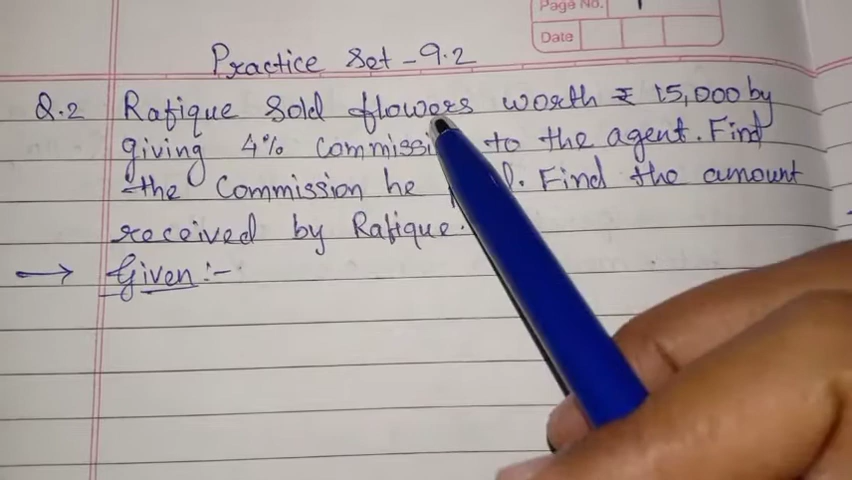 Page No.
Date
Practice Set - 9.2
Q.2 Rafique Sold flowers worth ₹ 15,000 by
giving 4% Commissi to the agent. Find
the Commission he . Find the amount
received by Rafique.
→ Given :-